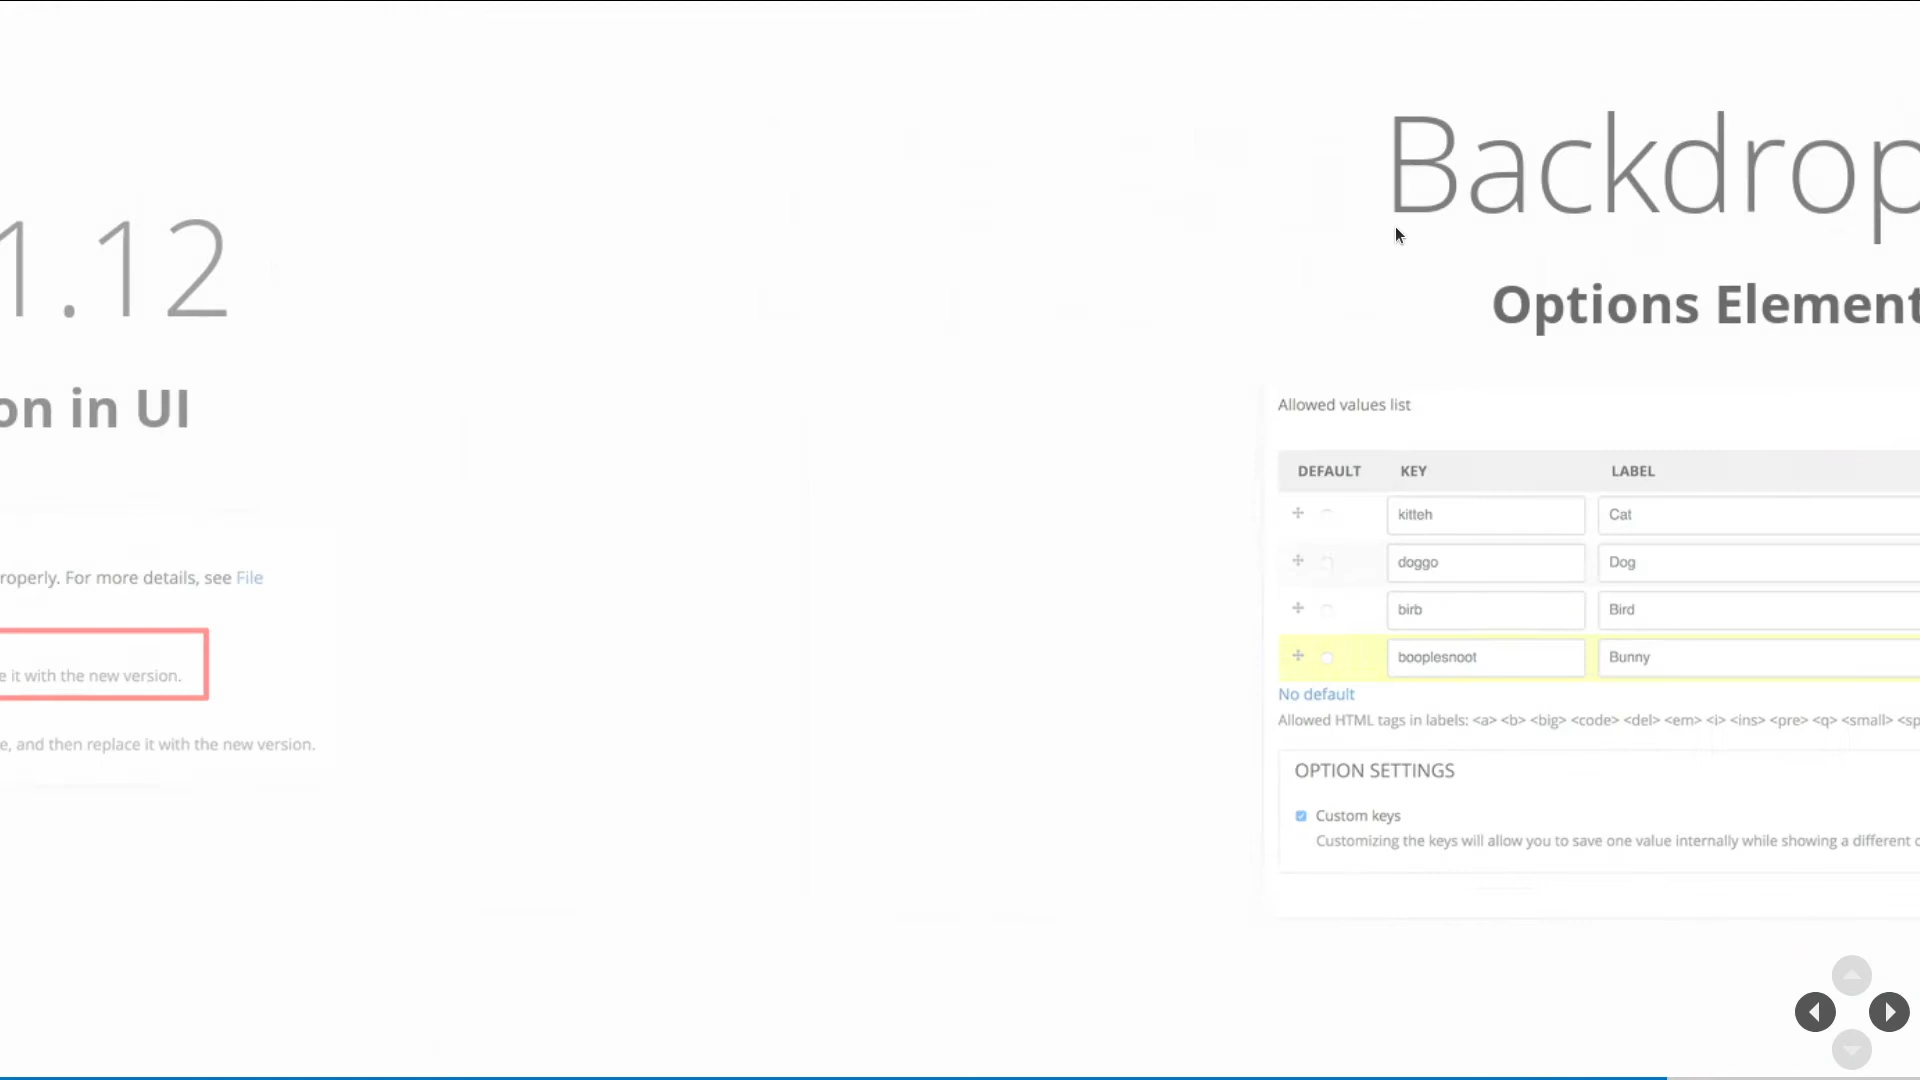 1.12
on in UI
roperly. For more details, see File
e it with the new version.
e, and then replace it with the new version.
Backdrop
Options Element
Allowed values list
DEFAULT KEY LABEL
kitteh Cat
doggo Dog
birb Bird
booplesnoot Bunny
No default
Allowed HTML tags in labels: <a> <b> <big> <code> <del> <em> <i> <ins> <pre> <q> <small> <sp
OPTION SETTINGS
Custom keys
Customizing the keys will allow you to save one value internally while showing a different